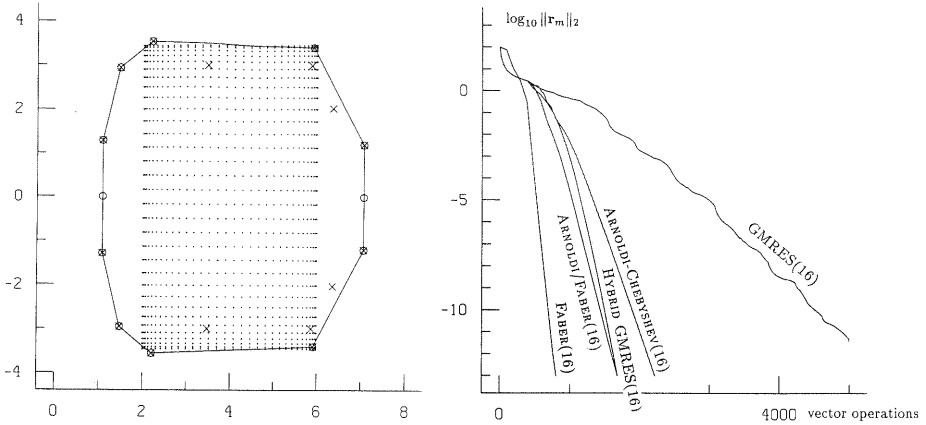 4
2
0
-2
-4
0
2
4
6
8
log₁₀ ‖r_m‖₂
0
-5
-10
0
4000
vector operations
FABER(16)
ARNOLDI/FABER(16)
HYBRID GMRES(16)
ARNOLDI-CHEBYSHEV(16)
GMRES(16)